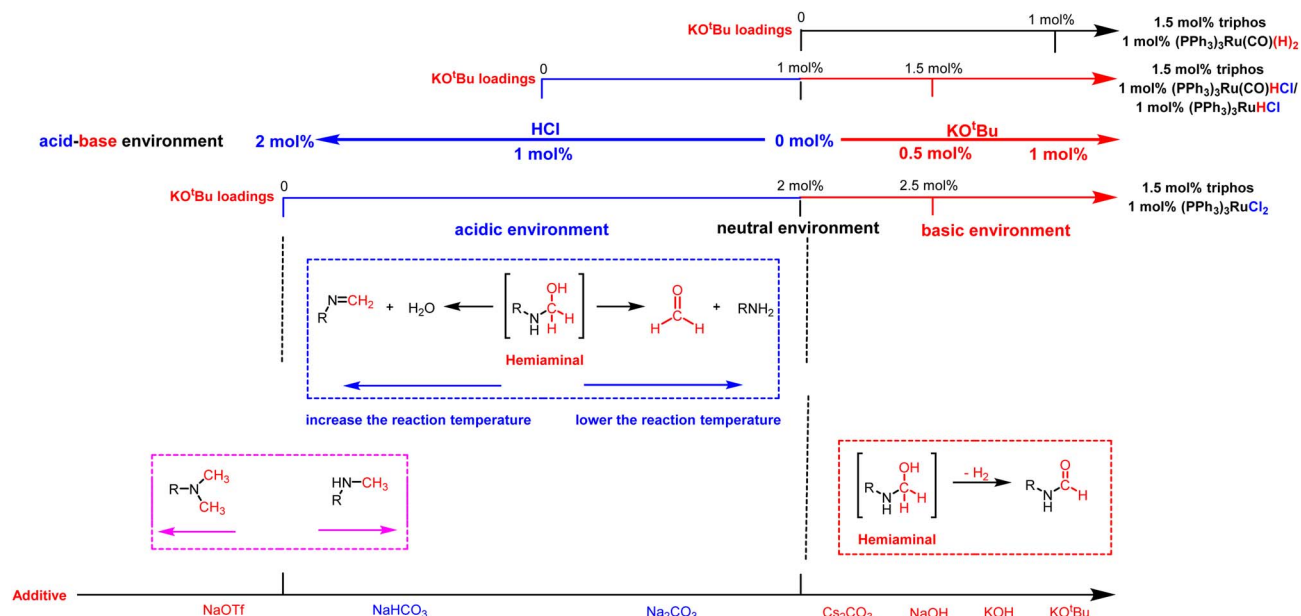 0
1 mol%
1.5 mol% triphos
KOᵗBu loadings
1 mol% (PPh₃)₃Ru(CO)(H)₂
0
1 mol%
1.5 mol%
1.5 mol% triphos
KOᵗBu loadings
1 mol% (PPh₃)₃Ru(CO)HCl/
1 mol% (PPh₃)₃RuHCl
HCl
KOᵗBu
acid-base environment
2 mol%
1 mol%
0 mol%
0.5 mol%
1 mol%
0
2 mol%
2.5 mol%
1.5 mol% triphos
KOᵗBu loadings
1 mol% (PPh₃)₃RuCl₂
acidic environment
neutral environment
basic environment
R N=CH₂ + H₂O
R N H C OH H H
O C H H + RNH₂
Hemiaminal
increase the reaction temperature
lower the reaction temperature
R-N CH₃ CH₃
HN-CH₃ R
R N H C OH H H
- H₂
R N H C O H
Hemiaminal
Additive
NaOTf
NaHCO₃
Na₂CO₃
Cs₂CO₃
NaOH
KOH
KOᵗBu